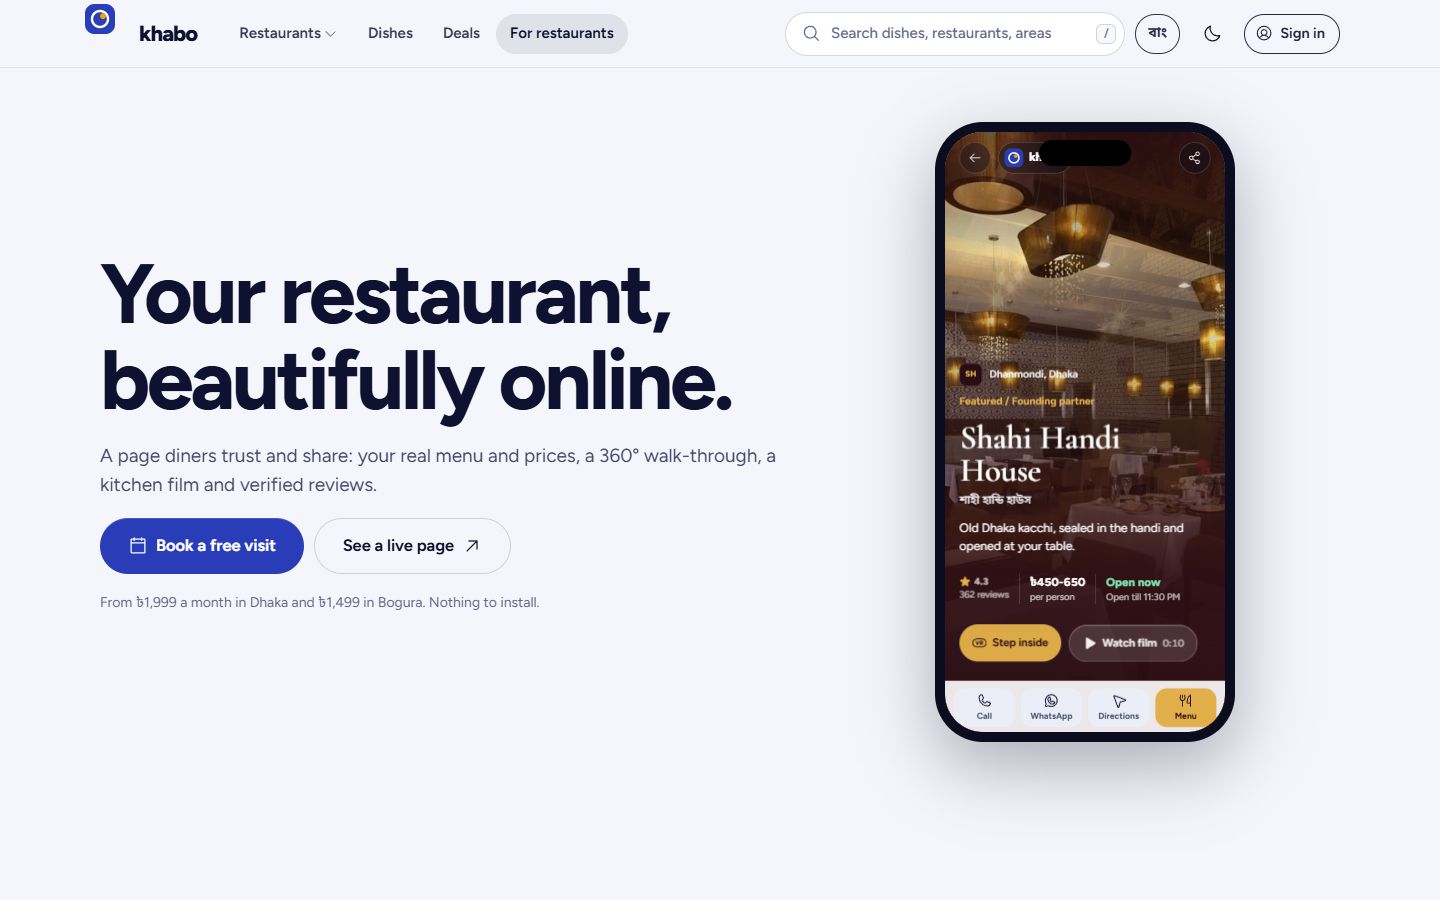 khabo
Restaurants
Dishes
Deals
For restaurants
Search dishes, restaurants, areas
/
বাং
Sign in
Your restaurant,
beautifully online.
A page diners trust and share: your real menu and prices, a 360° walk-through, a
kitchen film and verified reviews.
Book a free visit
See a live page
From ৳1,999 a month in Dhaka and ৳1,499 in Bogura. Nothing to install.
SH
Dhanmondi, Dhaka
Featured / Founding partner
Shahi Handi
House
শাহী হান্ডি হাউস
Old Dhaka kacchi, sealed in the handi and
opened at your table.
4.3
362 reviews
৳450-650
per person
Open now
Open till 11:30 PM
Step inside
Watch film 0:10
Call
WhatsApp
Directions
Menu